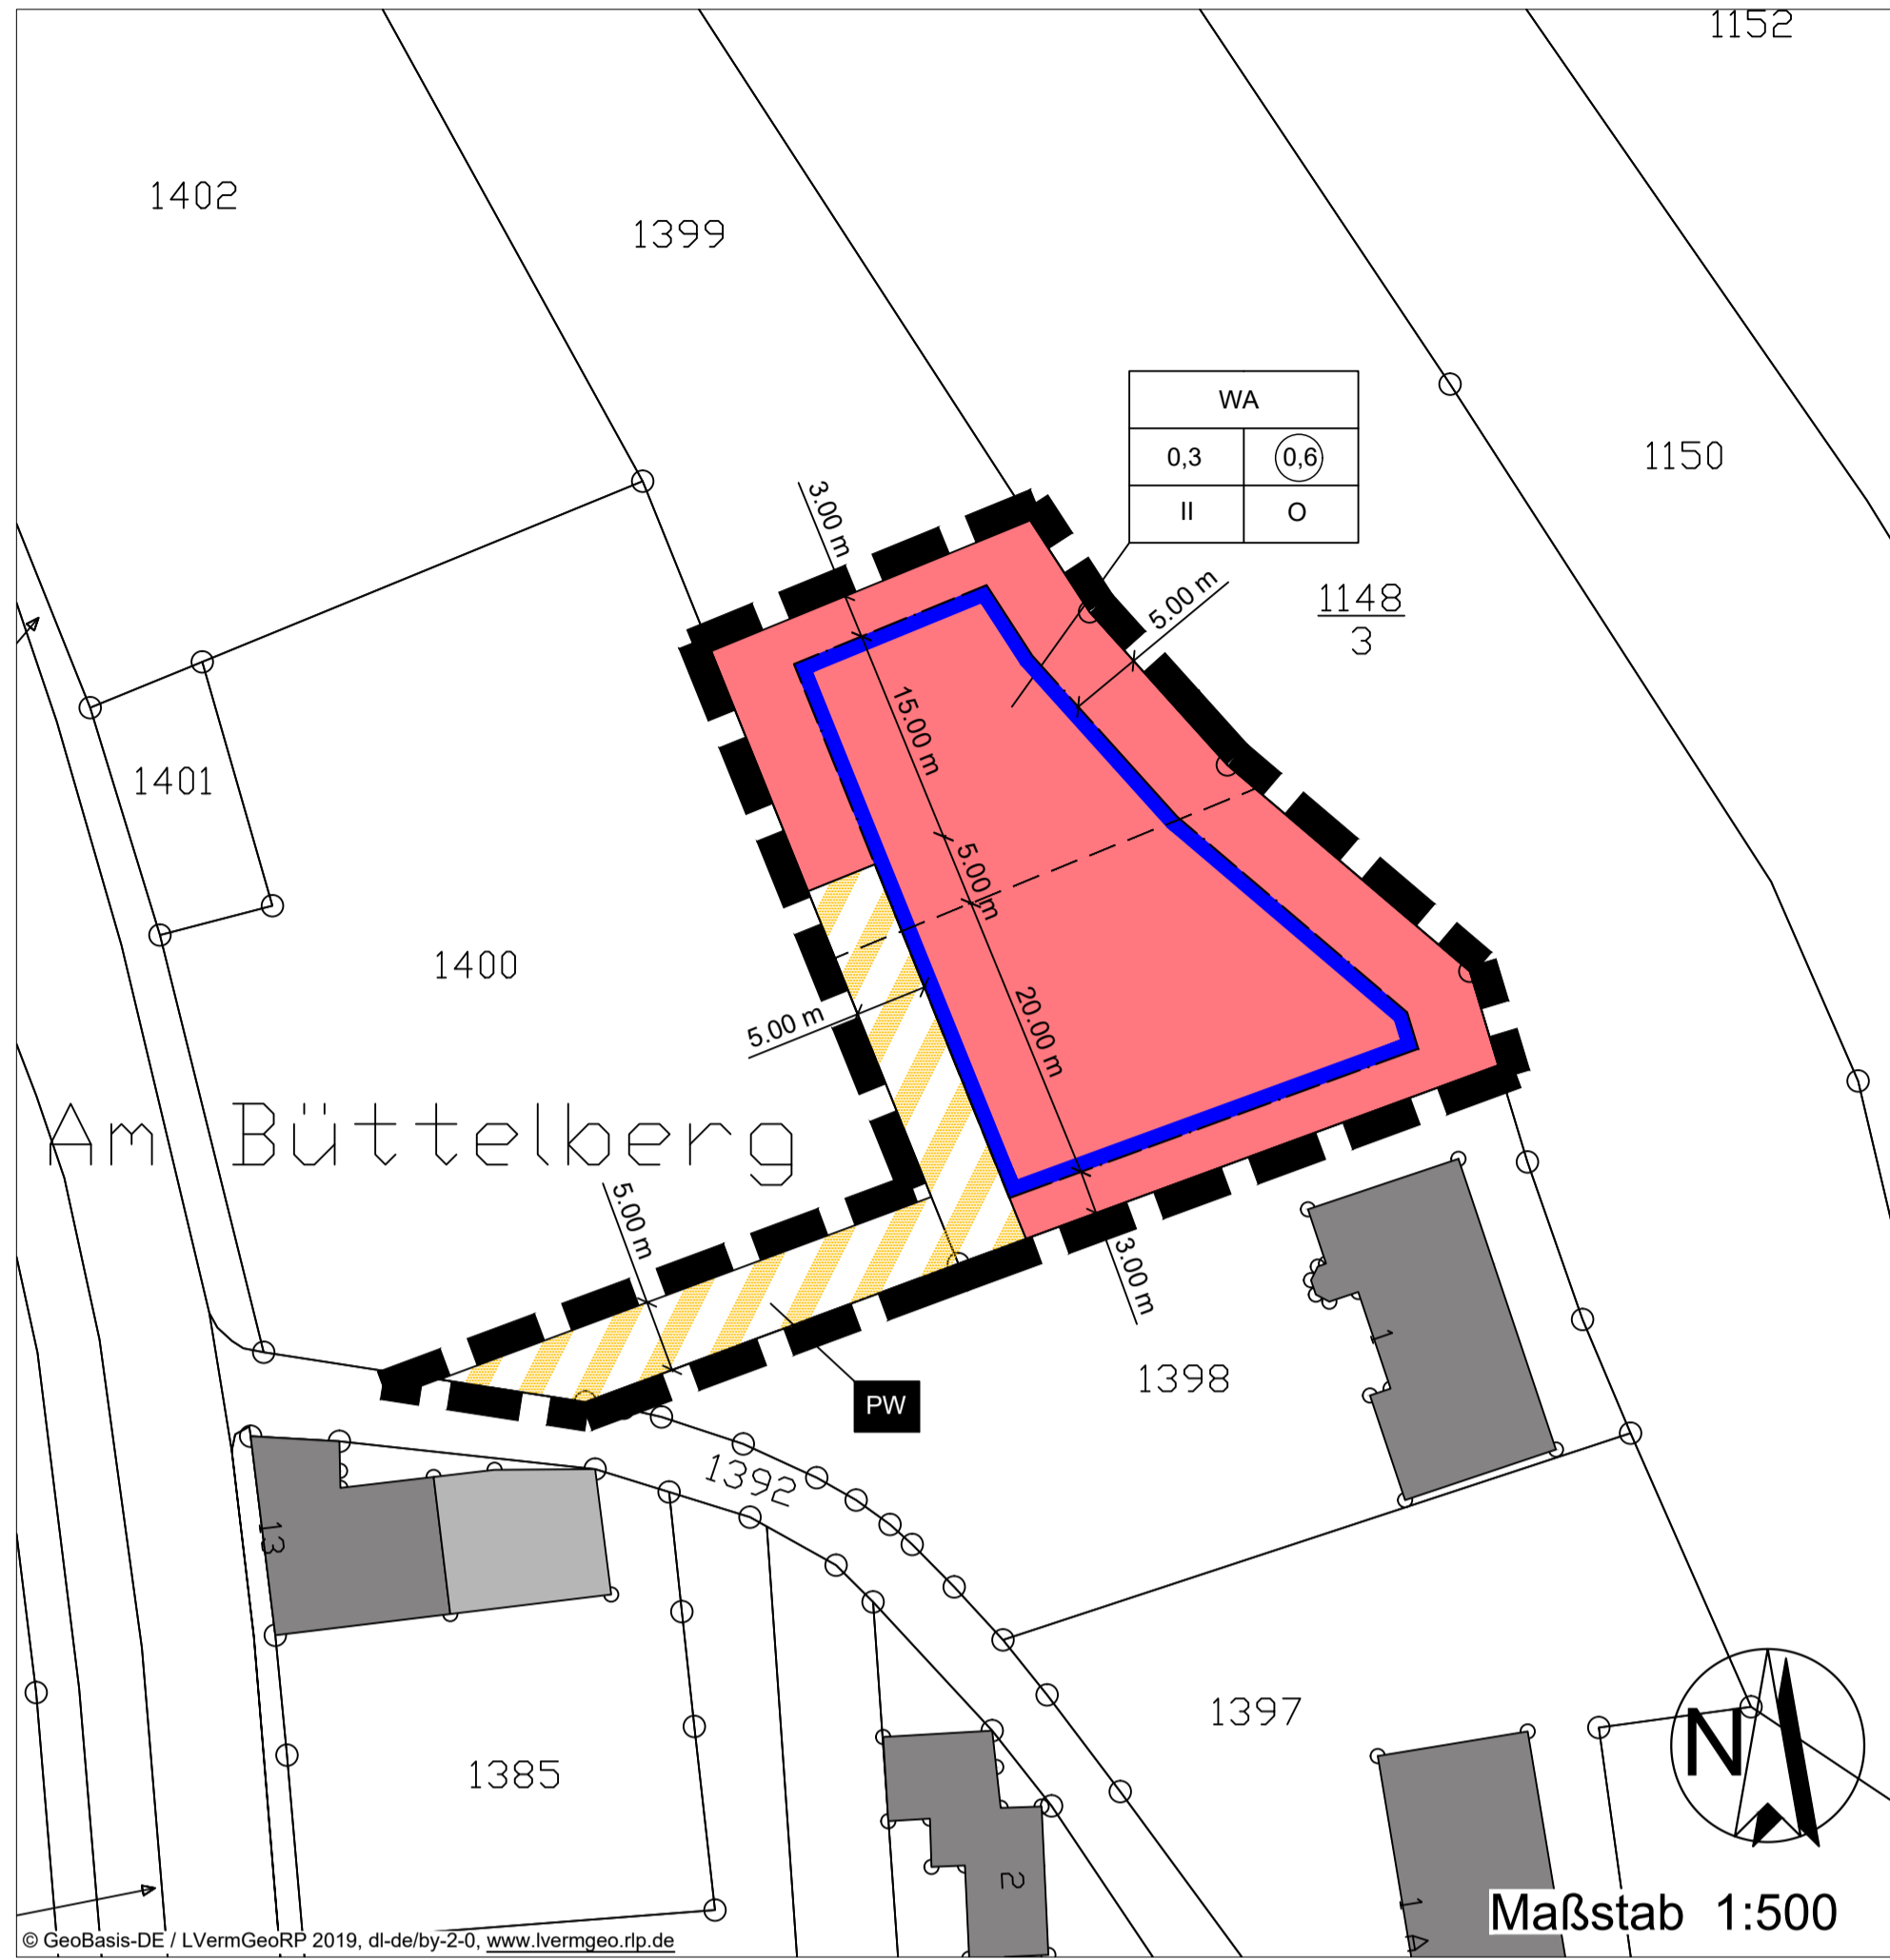 1152
1402
1399
WA
0,3 0,6
II O
1150
3.00 m
5.00 m
1148
3
15.00 m
1401
5.00 m
1400
5.00 m
20.00 m
Am Büttelberg
5.00 m
3.00 m
1
1398
PW
1392
13
1397
N
1385
2
1
Maßstab 1:500
© GeoBasis-DE / LVermGeoRP 2019, dl-de/by-2-0, www.lvermgeo.rlp.de